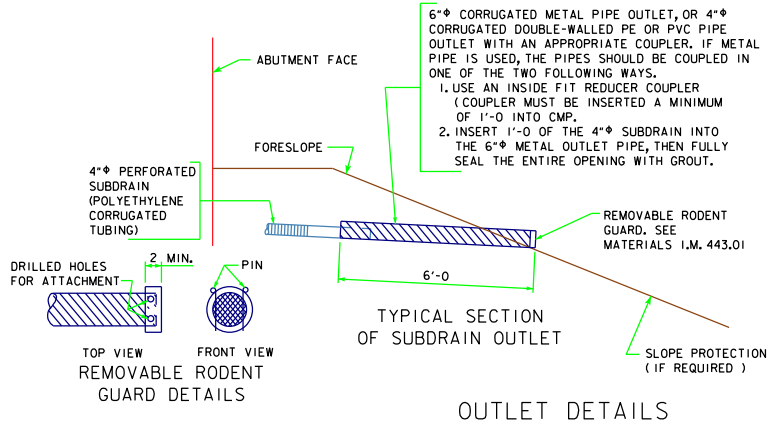 6"Φ CORRUGATED METAL PIPE OUTLET, OR 4"Φ
CORRUGATED DOUBLE-WALLED PE OR PVC PIPE
OUTLET WITH AN APPROPRIATE COUPLER. IF METAL
PIPE IS USED, THE PIPES SHOULD BE COUPLED IN
ONE OF THE TWO FOLLOWING WAYS.
1. USE AN INSIDE FIT REDUCER COUPLER
(COUPLER MUST BE INSERTED A MINIMUM
OF 1'-0 INTO CMP.
2. INSERT 1'-0 OF THE 4"Φ SUBDRAIN INTO
THE 6"Φ METAL OUTLET PIPE, THEN FULLY
SEAL THE ENTIRE OPENING WITH GROUT.
ABUTMENT FACE
FORESLOPE
4"Φ PERFORATED
SUBDRAIN
(POLYETHYLENE
CORRUGATED
TUBING)
REMOVABLE RODENT
GUARD. SEE
MATERIALS I.M. 443.01
2 MIN.
DRILLED HOLES
FOR ATTACHMENT
PIN
6'-0
TYPICAL SECTION
OF SUBDRAIN OUTLET
TOP VIEW
FRONT VIEW
REMOVABLE RODENT
GUARD DETAILS
SLOPE PROTECTION
( IF REQUIRED )
OUTLET DETAILS